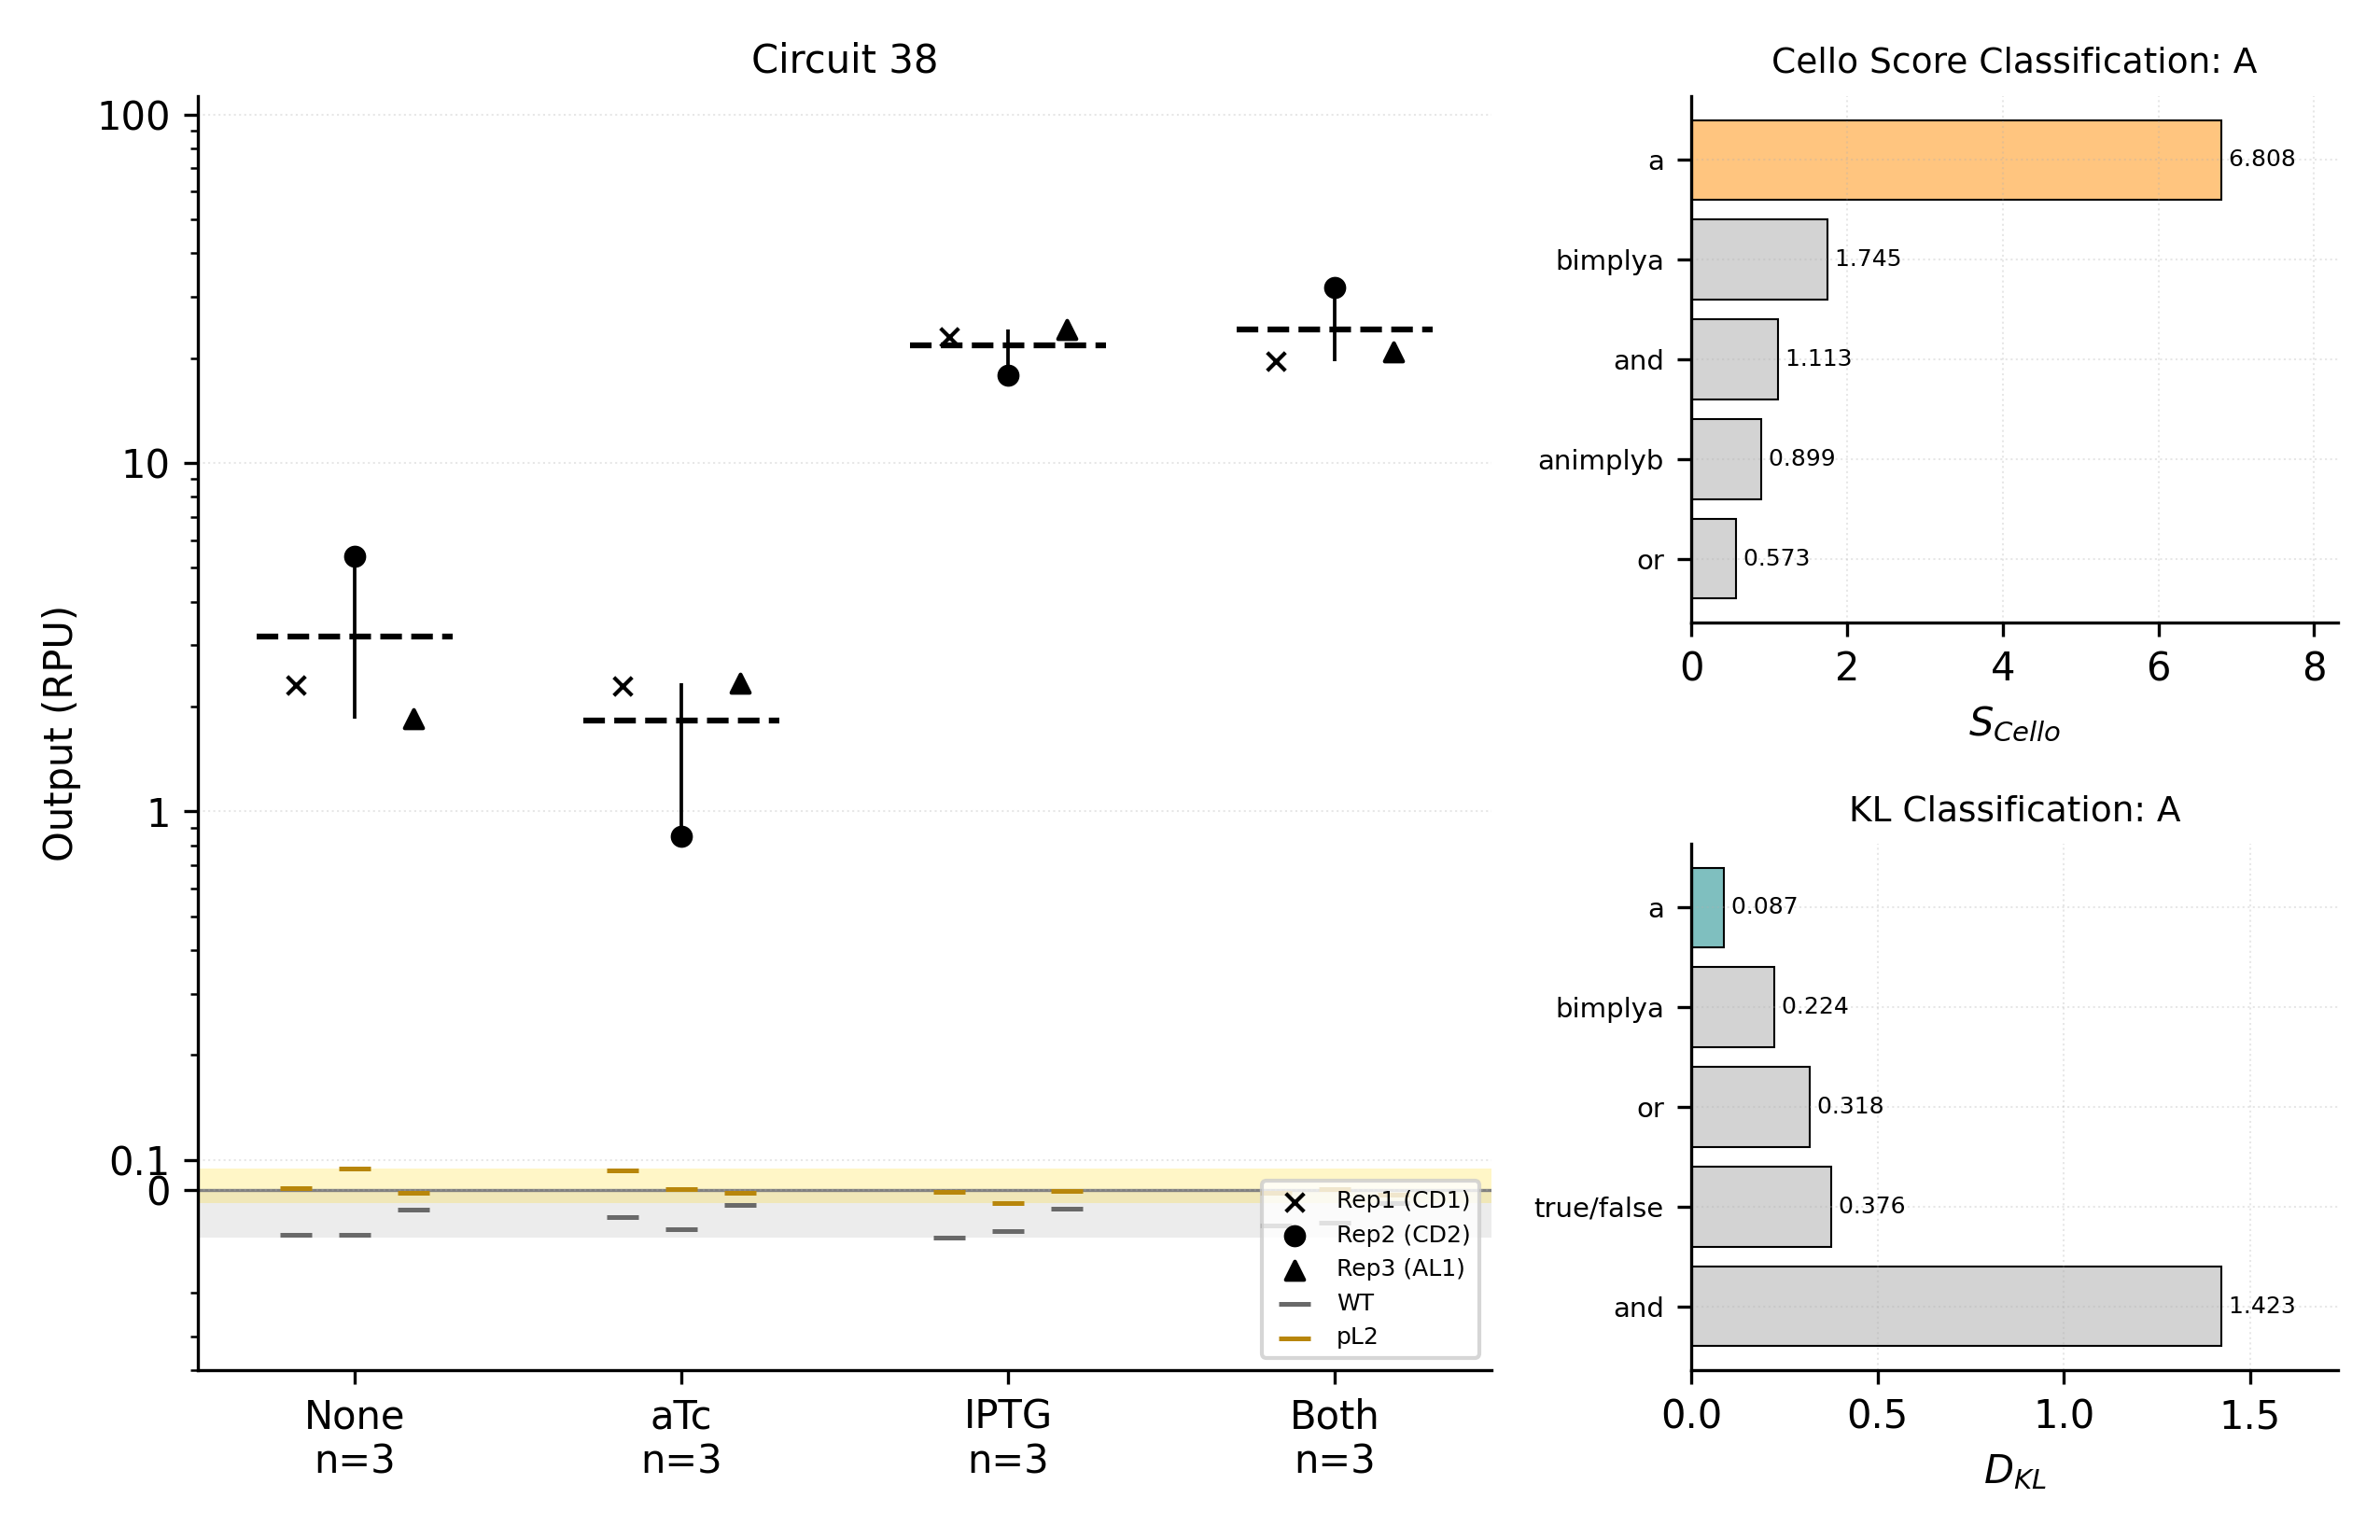 Circuit 38
Output (RPU)
100
10
1
0.1
0
None
n=3
aTc
n=3
IPTG
n=3
Both
n=3
Rep1 (CD1)
Rep2 (CD2)
Rep3 (AL1)
WT
pL2
Cello Score Classification: A
a
6.808
bimplya
1.745
and
1.113
animplyb
0.899
or
0.573
0 2 4 6 8
S_Cello
KL Classification: A
a
0.087
bimplya
0.224
or
0.318
true/false
0.376
and
1.423
0.0 0.5 1.0 1.5
D_KL